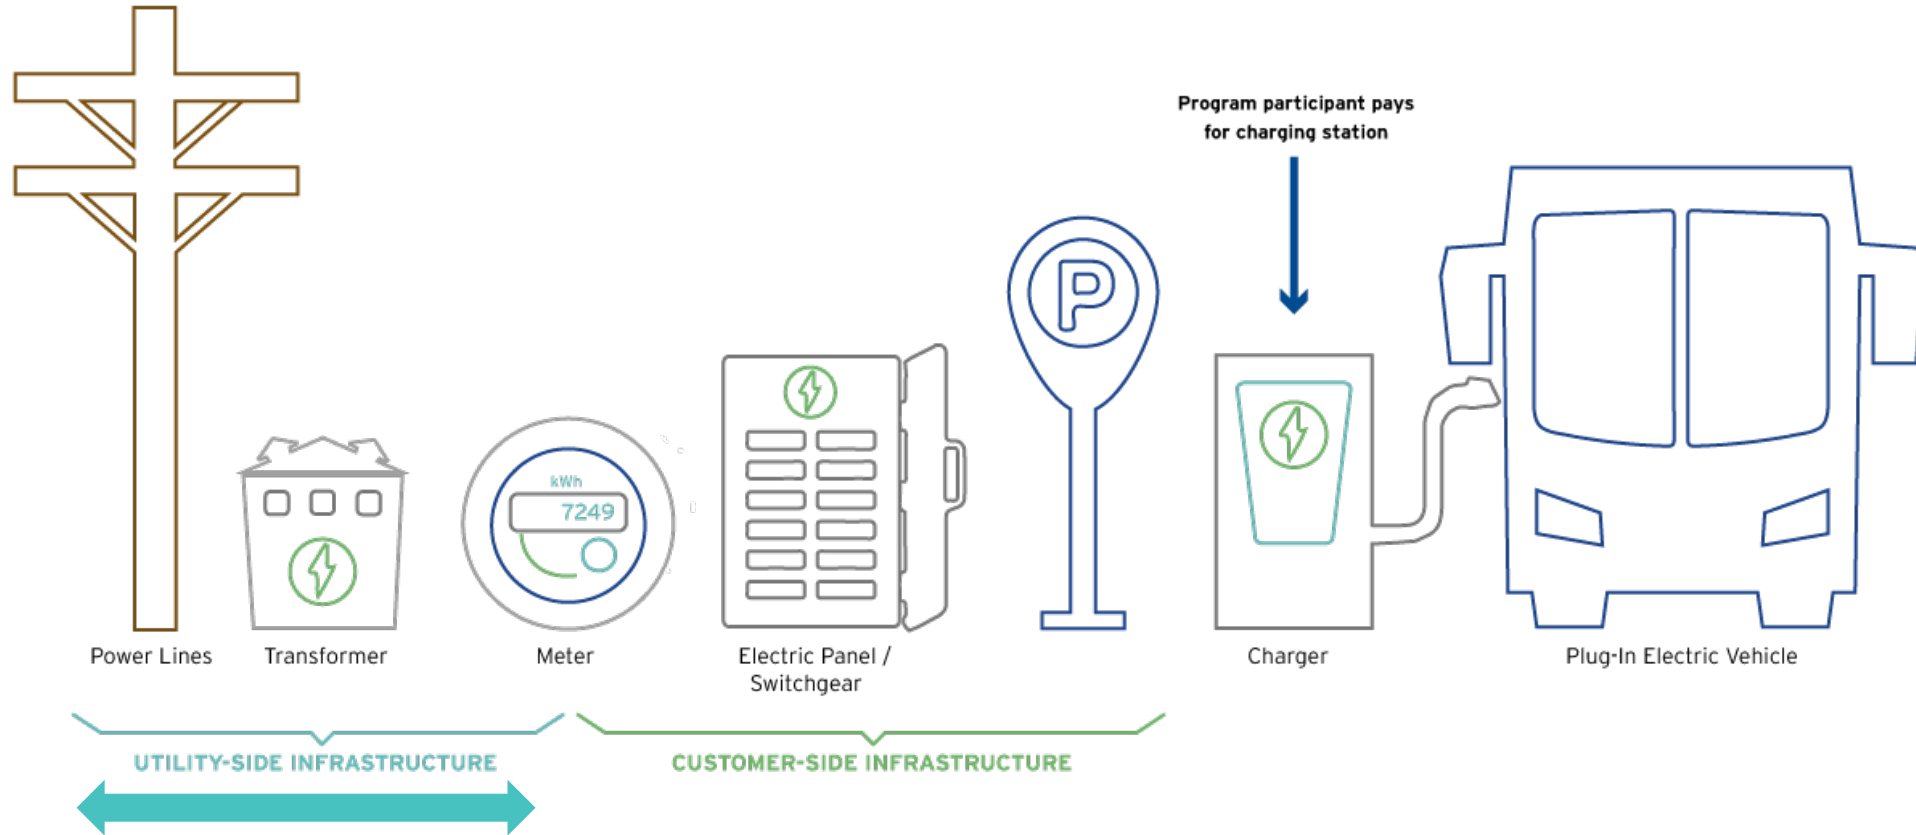 Program participant pays
for charging station
P
kWh
7249
Power Lines
Transformer
Meter
Electric Panel /
Switchgear
Charger
Plug-In Electric Vehicle
UTILITY-SIDE INFRASTRUCTURE
CUSTOMER-SIDE INFRASTRUCTURE